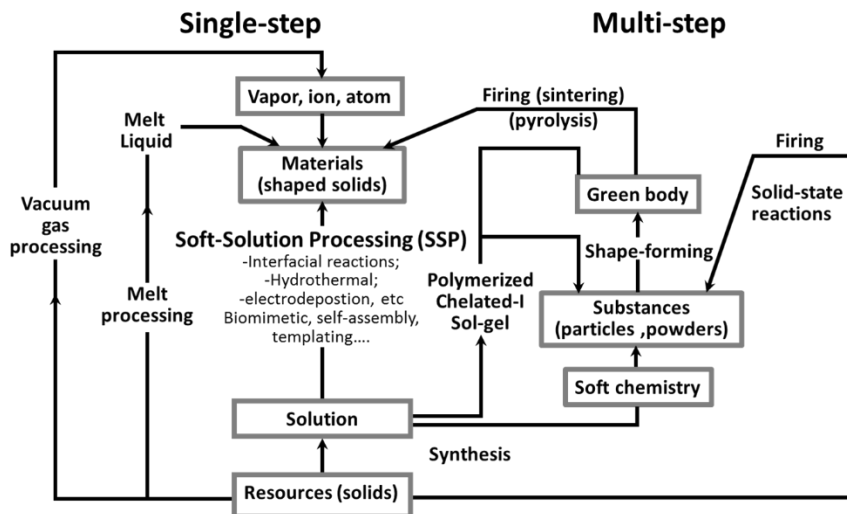 Single-step
Multi-step
Vapor, ion, atom
Firing (sintering)
(pyrolysis)
Melt
Liquid
Firing
Materials
(shaped solids)
Green body
Solid-state
reactions
Vacuum
gas
processing
Soft-Solution Processing (SSP)
-Interfacial reactions;
-Hydrothermal;
-electrodepostion, etc
Biomimetic, self-assembly,
templating....
Shape-forming
Melt
processing
Polymerized
Chelated-I
Sol-gel
Substances
(particles ,powders)
Soft chemistry
Solution
Synthesis
Resources (solids)